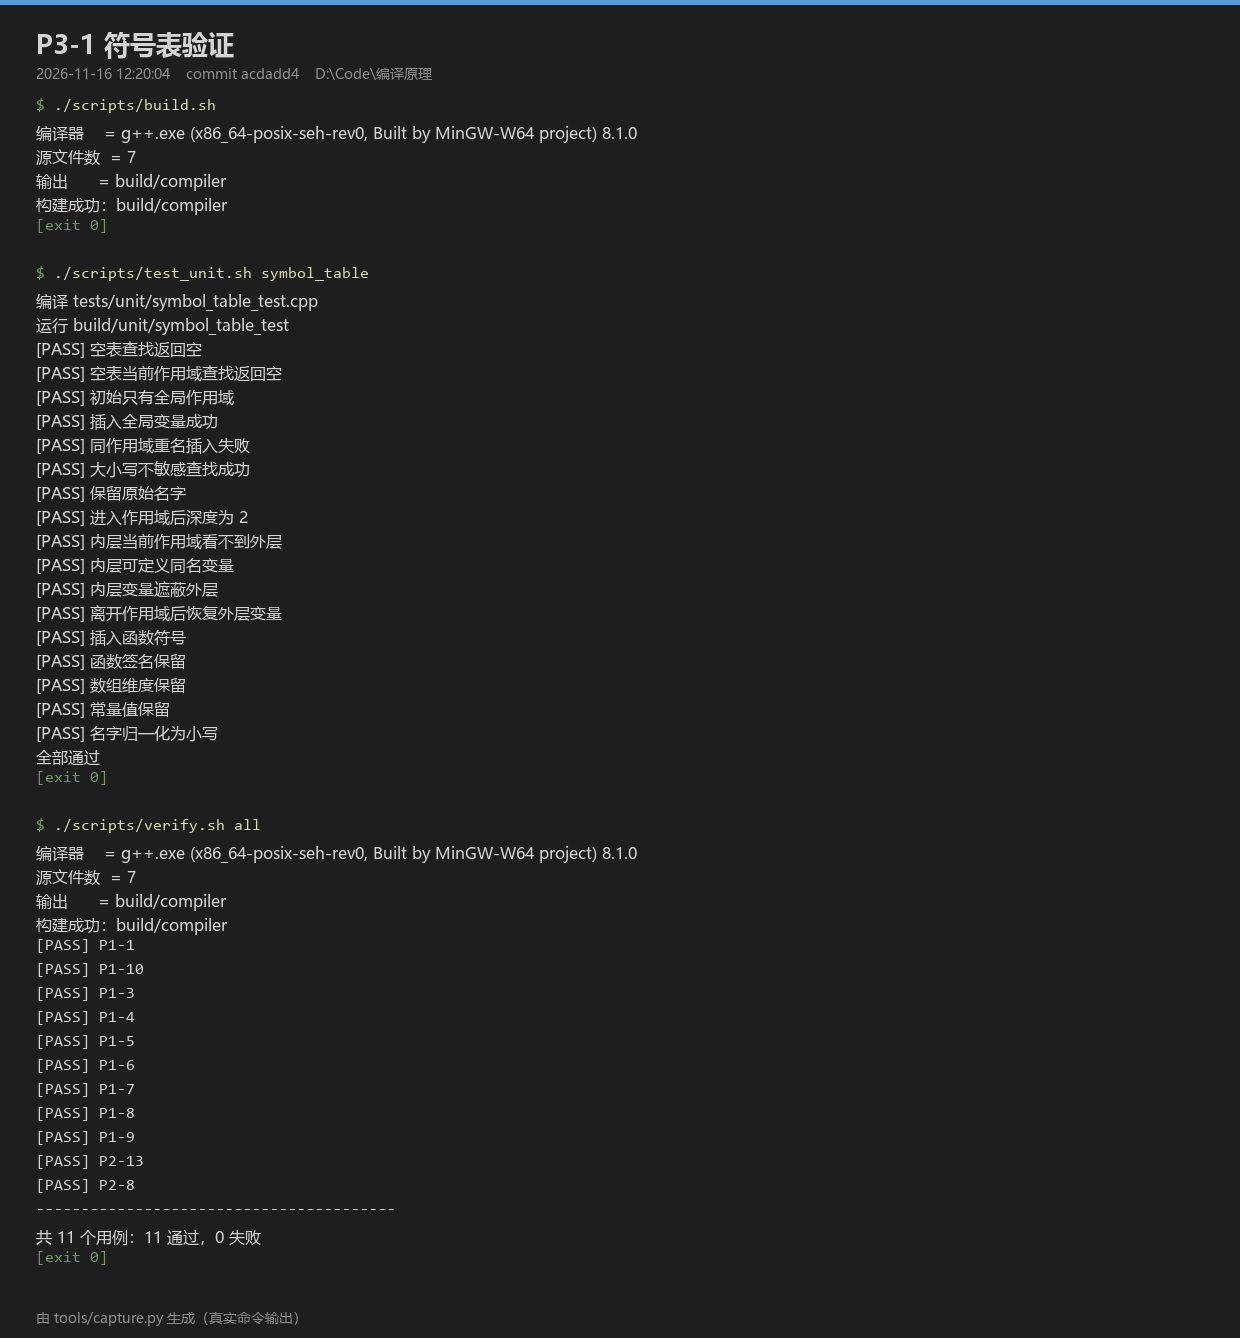 P3-1 符号表验证
2026-11-16 12:20:04 commit acdadd4 D:\Code\编译原理
$ ./scripts/build.sh
编译器 = g++.exe (x86_64-posix-seh-rev0, Built by MinGW-W64 project) 8.1.0
源文件数 = 7
输出 = build/compiler
构建成功：build/compiler
[exit 0]
$ ./scripts/test_unit.sh symbol_table
编译 tests/unit/symbol_table_test.cpp
运行 build/unit/symbol_table_test
[PASS] 空表查找返回空
[PASS] 空表当前作用域查找返回空
[PASS] 初始只有全局作用域
[PASS] 插入全局变量成功
[PASS] 同作用域重名插入失败
[PASS] 大小写不敏感查找成功
[PASS] 保留原始名字
[PASS] 进入作用域后深度为 2
[PASS] 内层当前作用域看不到外层
[PASS] 内层可定义同名变量
[PASS] 内层变量遮蔽外层
[PASS] 离开作用域后恢复外层变量
[PASS] 插入函数符号
[PASS] 函数签名保留
[PASS] 数组维度保留
[PASS] 常量值保留
[PASS] 名字归一化为小写
全部通过
[exit 0]
$ ./scripts/verify.sh all
编译器 = g++.exe (x86_64-posix-seh-rev0, Built by MinGW-W64 project) 8.1.0
源文件数 = 7
输出 = build/compiler
构建成功：build/compiler
[PASS] P1-1
[PASS] P1-10
[PASS] P1-3
[PASS] P1-4
[PASS] P1-5
[PASS] P1-6
[PASS] P1-7
[PASS] P1-8
[PASS] P1-9
[PASS] P2-13
[PASS] P2-8
----------------------------------------
共 11 个用例：11 通过，0 失败
[exit 0]
由 tools/capture.py 生成（真实命令输出）